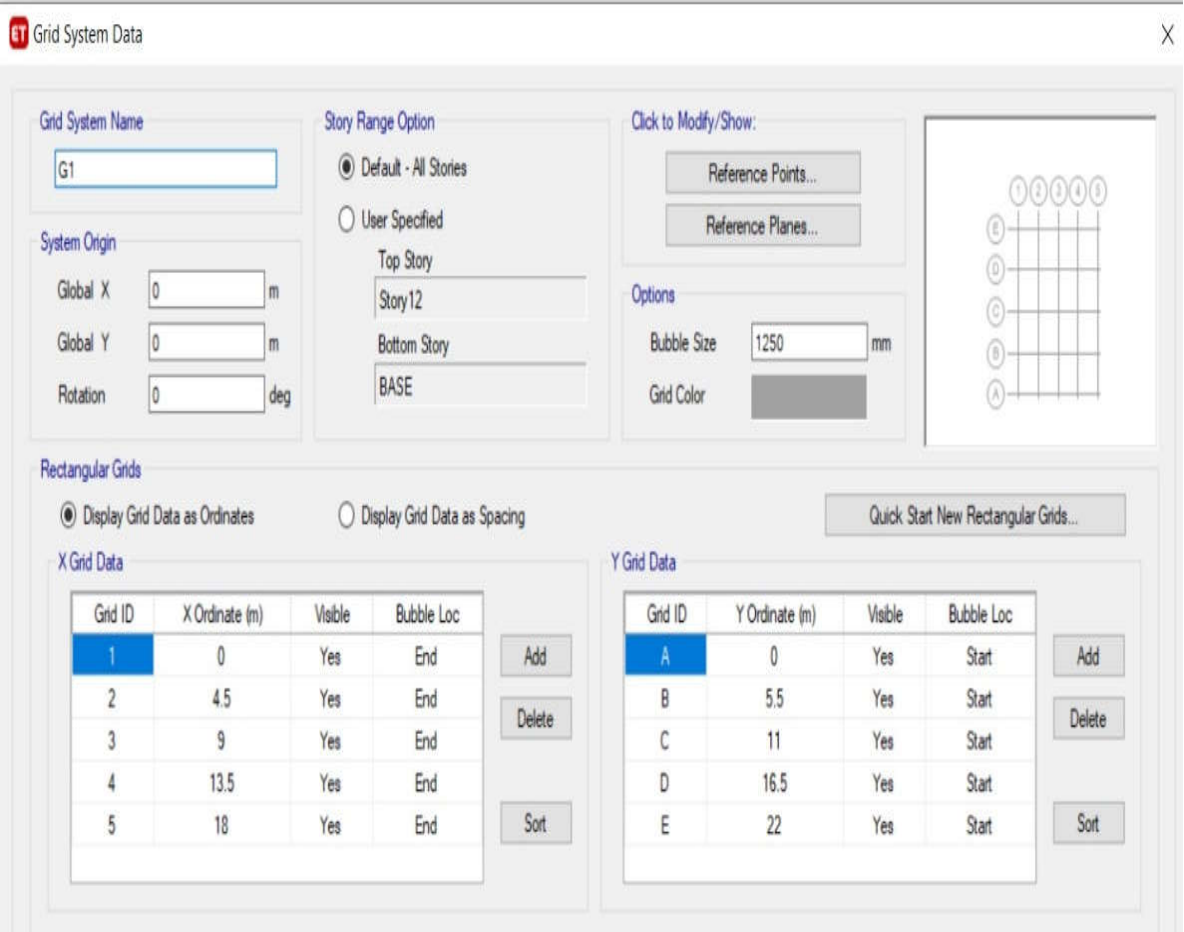 ET Grid System Data X
Grid System Name
G1
System Origin
Global X 0 m
Global Y 0 m
Rotation 0 deg
Story Range Option
Default - All Stories
User Specified
Top Story
Story12
Bottom Story
BASE
Click to Modify/Show:
Reference Points...
Reference Planes...
Options
Bubble Size 1250 mm
Grid Color
1 2 3 4 5
E
D
C
B
A
Rectangular Grids
Display Grid Data as Ordinates Display Grid Data as Spacing Quick Start New Rectangular Grids...
X Grid Data
Grid ID X Ordinate (m) Visible Bubble Loc
1 0 Yes End
2 4.5 Yes End
3 9 Yes End
4 13.5 Yes End
5 18 Yes End
Add
Delete
Sort
Y Grid Data
Grid ID Y Ordinate (m) Visible Bubble Loc
A 0 Yes Start
B 5.5 Yes Start
C 11 Yes Start
D 16.5 Yes Start
E 22 Yes Start
Add
Delete
Sort